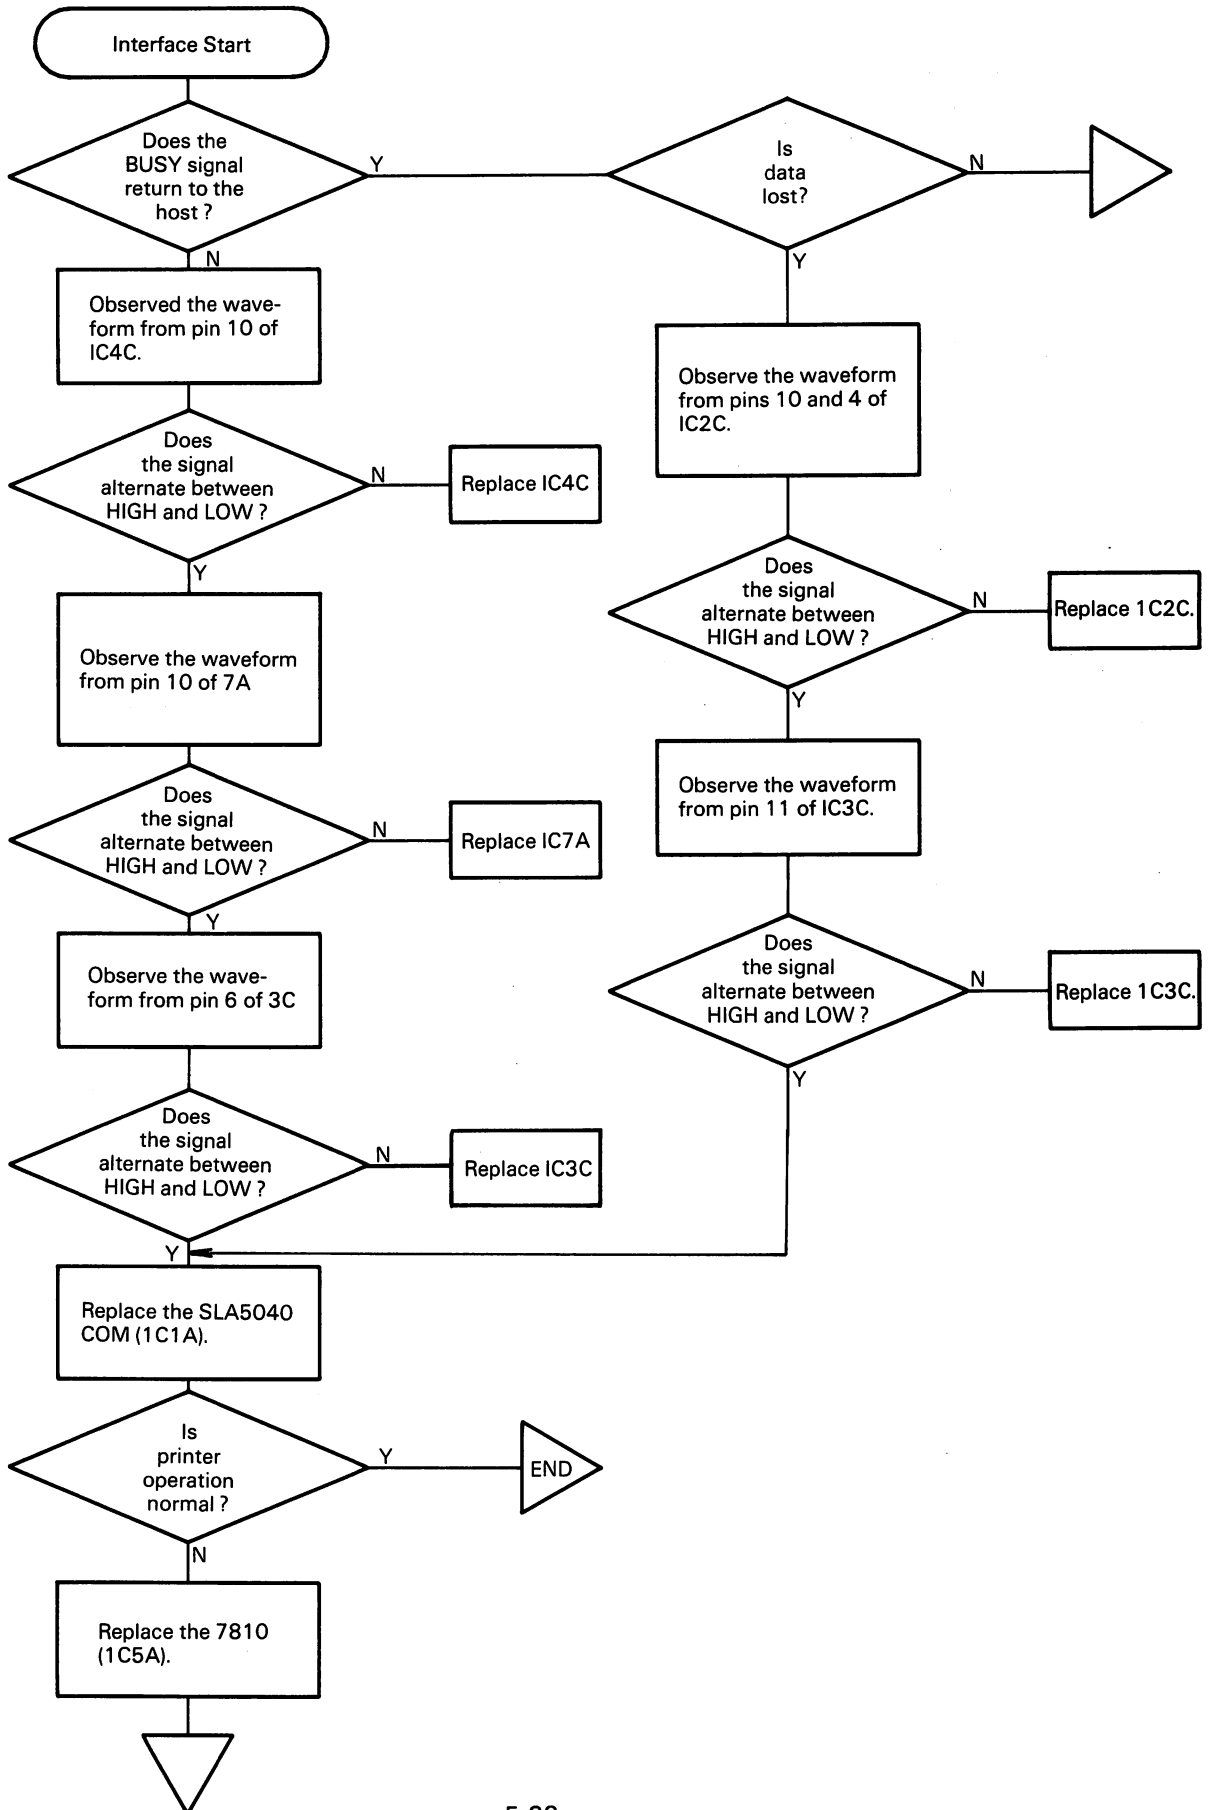 Interface Start
Does the
BUSY signal
return to the
host ?
Y
N
Is
data
lost?
N
Y
Observed the wave-
form from pin 10 of
IC4C.
Observe the waveform
from pins 10 and 4 of
IC2C.
Does
the signal
alternate between
HIGH and LOW ?
N
Replace IC4C
Y
Does
the signal
alternate between
HIGH and LOW ?
N
Replace 1C2C.
Y
Observe the waveform
from pin 10 of 7A
Observe the waveform
from pin 11 of IC3C.
Does
the signal
alternate between
HIGH and LOW ?
N
Replace IC7A
Y
Does
the signal
alternate between
HIGH and LOW ?
N
Replace 1C3C.
Y
Observe the wave-
form from pin 6 of 3C
Does
the signal
alternate between
HIGH and LOW ?
N
Replace IC3C
Y
Replace the SLA5040
COM (1C1A).
Is
printer
operation
normal ?
Y
END
N
Replace the 7810
(1C5A).